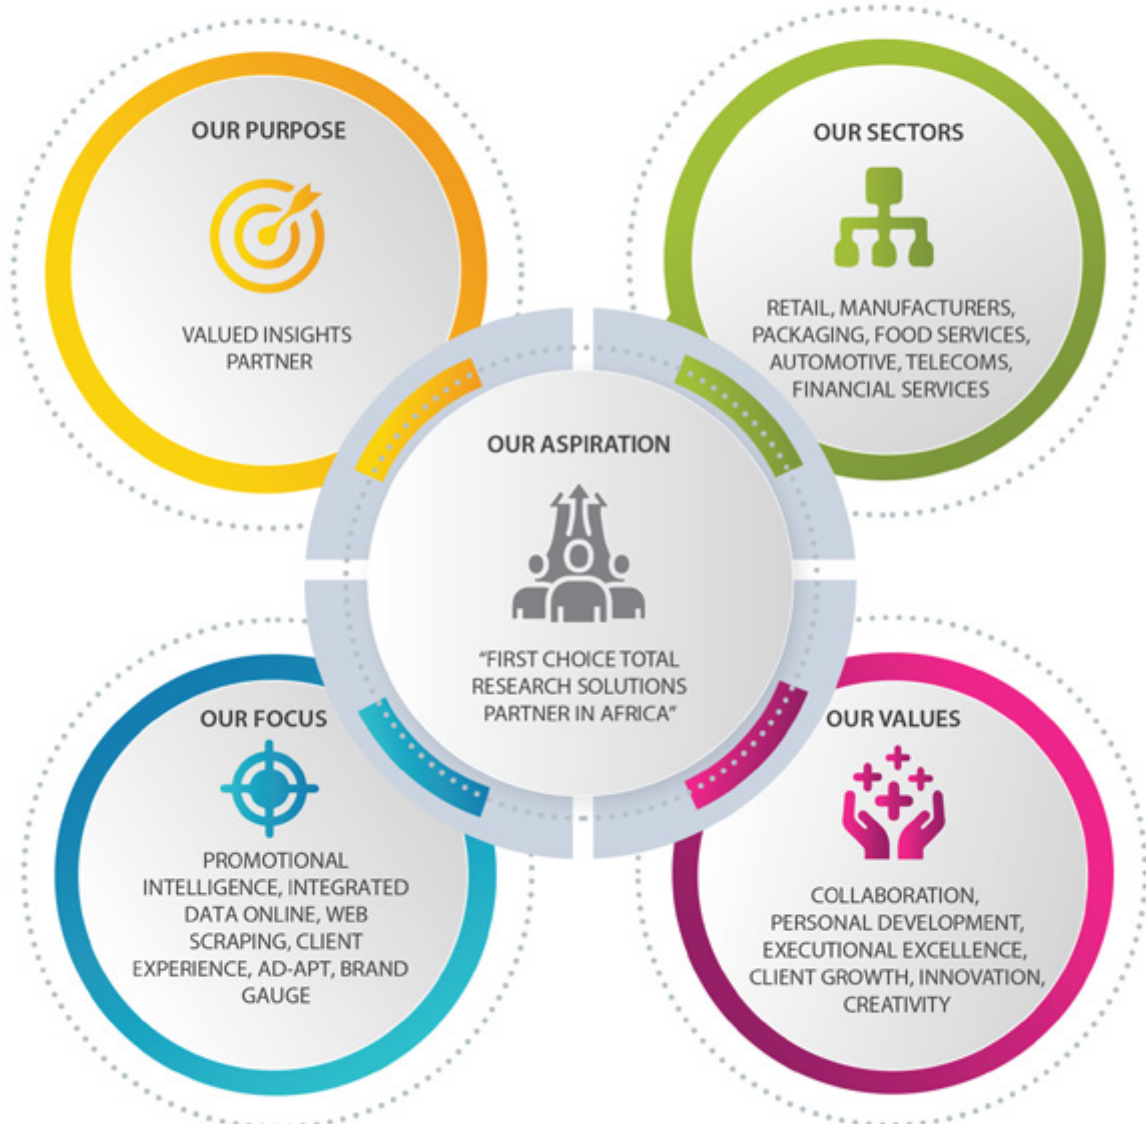 OUR PURPOSE
VALUED INSIGHTS
PARTNER
OUR SECTORS
RETAIL, MANUFACTURERS,
PACKAGING, FOOD SERVICES,
AUTOMOTIVE, TELECOMS,
FINANCIAL SERVICES
OUR ASPIRATION
“FIRST CHOICE TOTAL
RESEARCH SOLUTIONS
PARTNER IN AFRICA”
OUR FOCUS
PROMOTIONAL
INTELLIGENCE, INTEGRATED
DATA ONLINE, WEB
SCRAPING, CLIENT
EXPERIENCE, AD-APT, BRAND
GAUGE
OUR VALUES
COLLABORATION,
PERSONAL DEVELOPMENT,
EXECUTIONAL EXCELLENCE,
CLIENT GROWTH, INNOVATION,
CREATIVITY